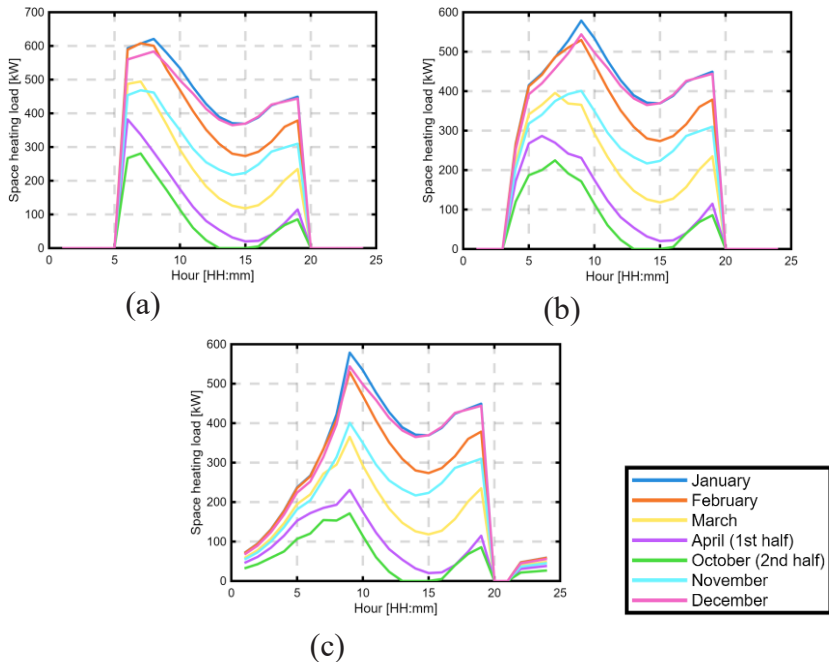 700
600
500
400
300
200
100
0
Space heating load [kW]
0 5 10 15 20 25
Hour [HH:mm]
(a)
600
500
400
300
200
100
0
Space heating load [kW]
0 5 10 15 20 25
Hour [HH:mm]
(b)
600
500
400
300
200
100
0
Space heating load [kW]
0 5 10 15 20 25
Hour [HH:mm]
(c)
January
February
March
April (1st half)
October (2nd half)
November
December